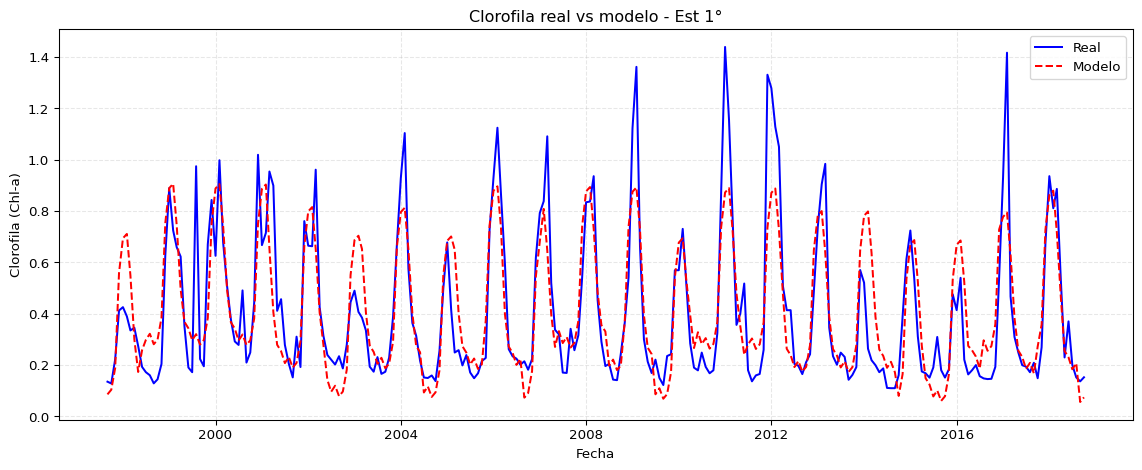 Clorofila real vs modelo - Est 1°
Real
Modelo
Clorofila (Chl-a)
1.4
1.2
1.0
0.8
0.6
0.4
0.2
0.0
2000
2004
2008
2012
2016
Fecha